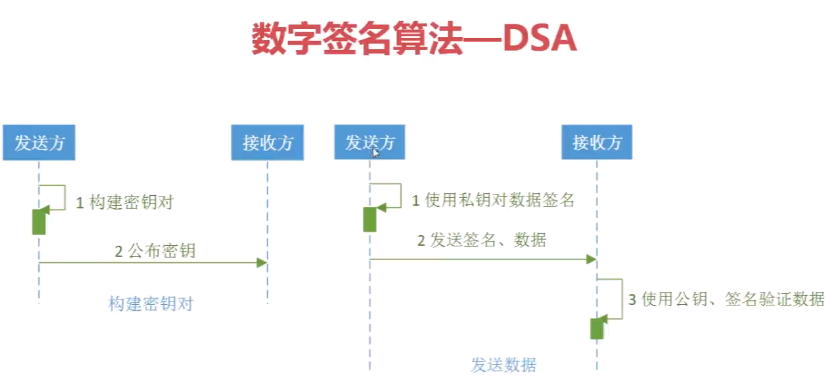 数字签名算法—DSA
发送方
接收方
1 构建密钥对
2 公布密钥
构建密钥对
发送方
接收方
1 使用私钥对数据签名
2 发送签名、数据
3 使用公钥、签名验证数据
发送数据